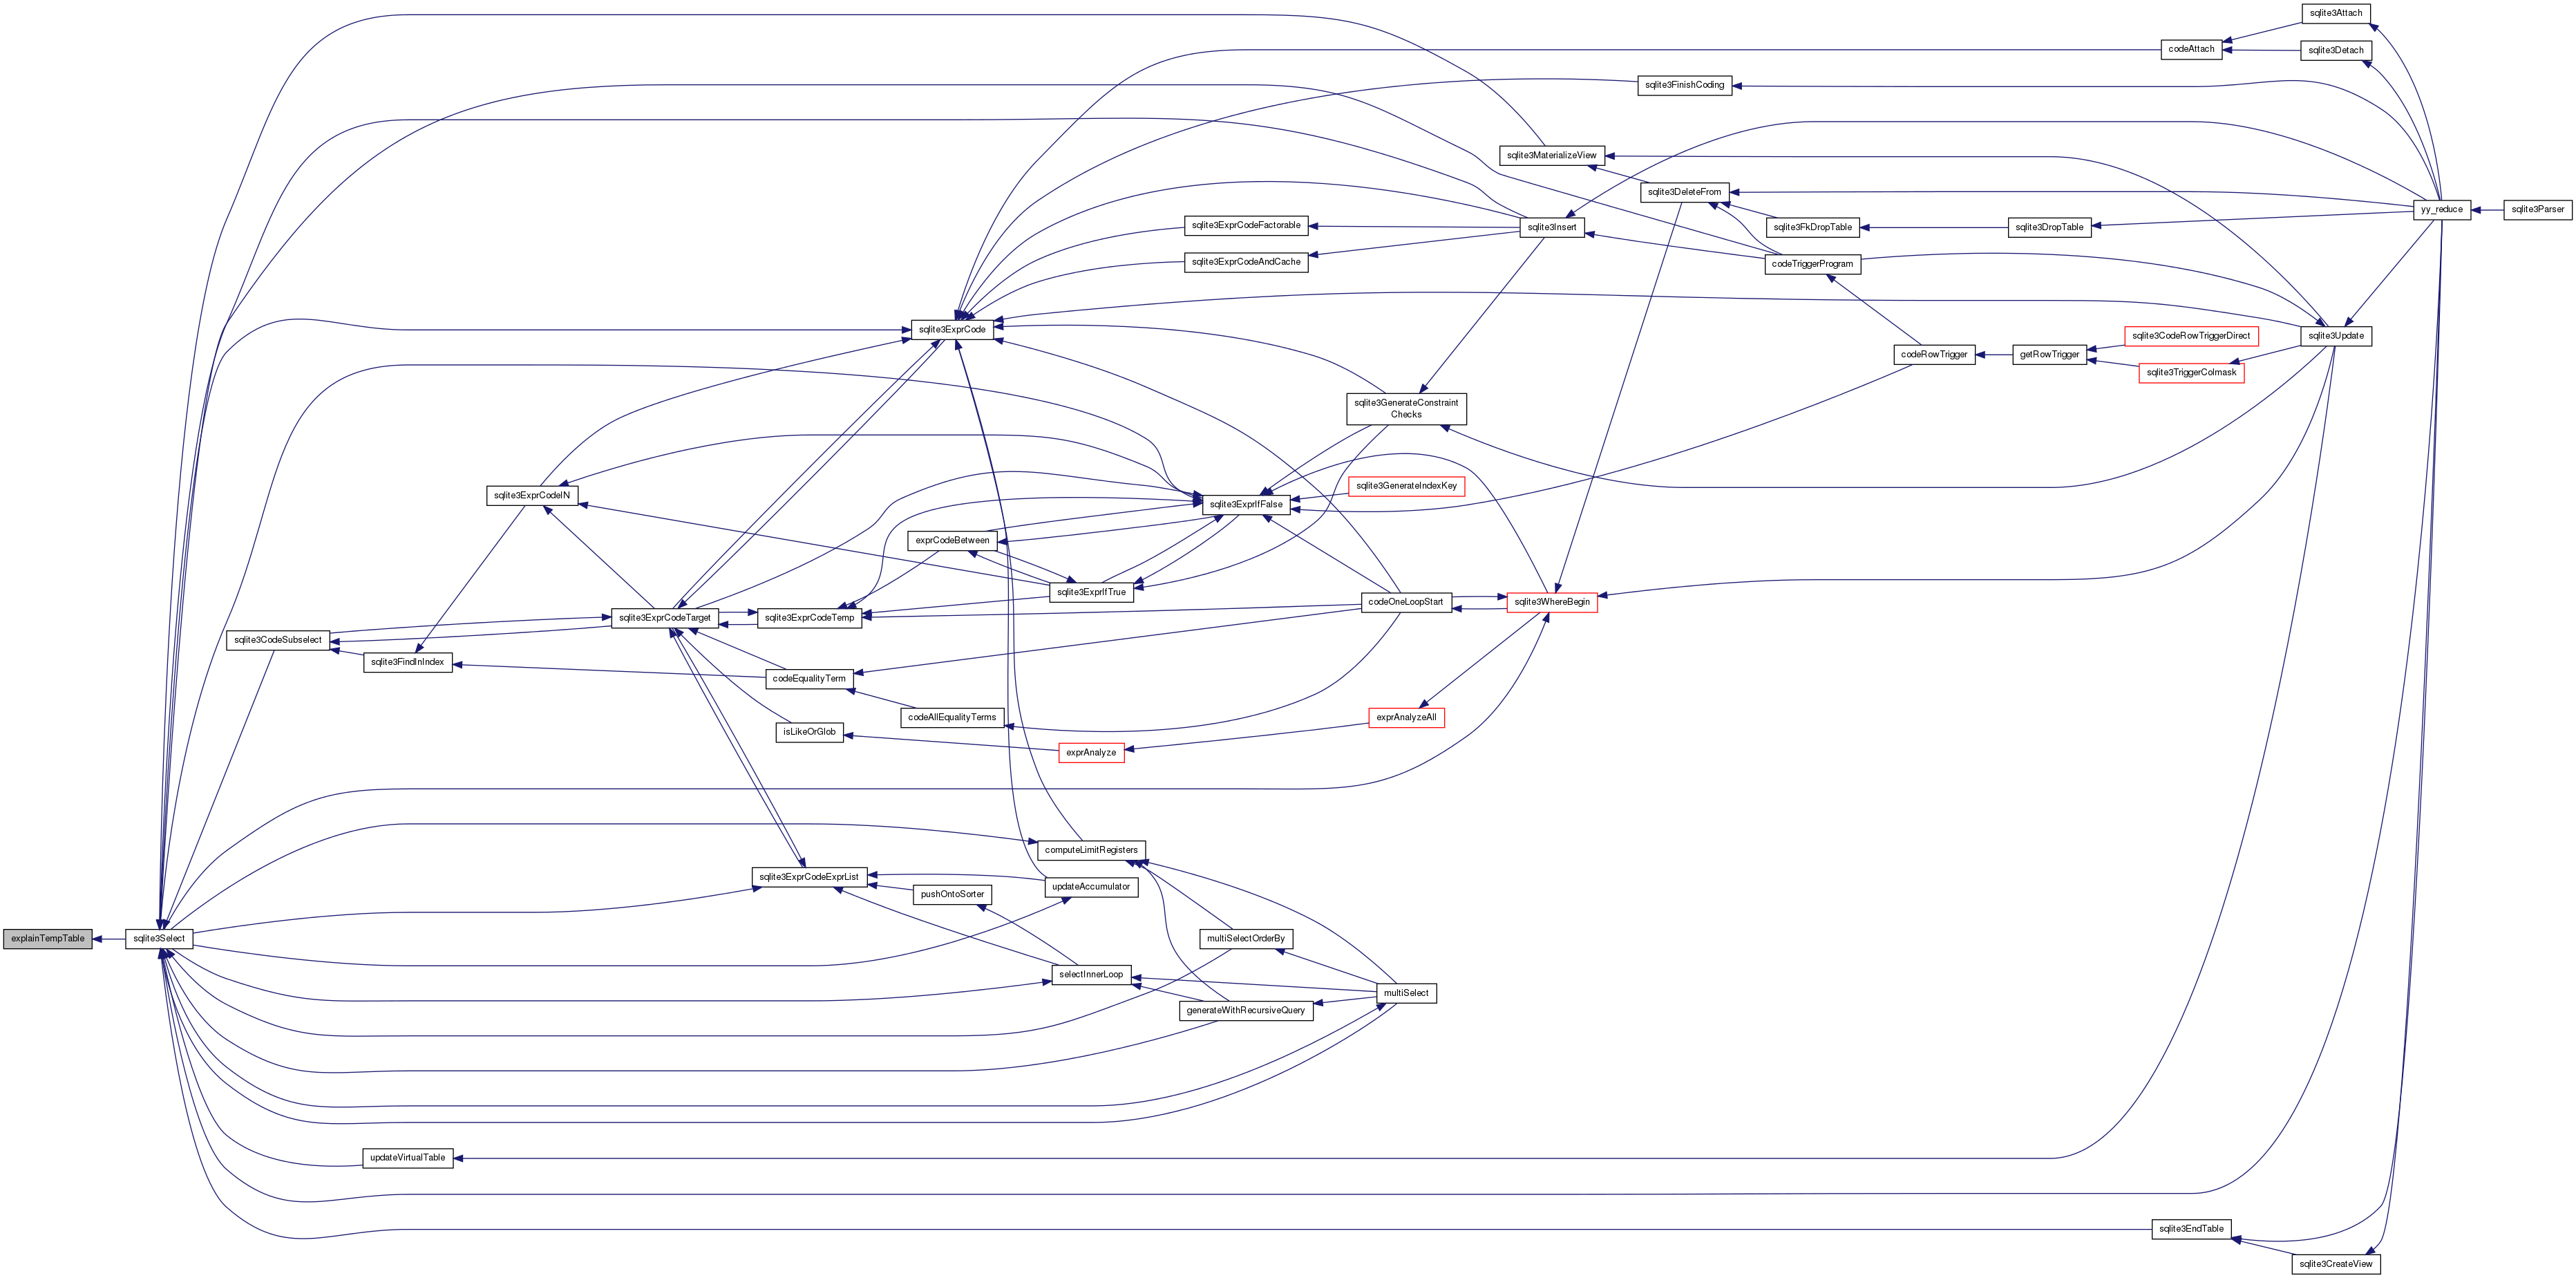 sqlite3Attach
codeAttach
sqlite3Detach
sqlite3FinishCoding
sqlite3MaterializeView
sqlite3DeleteFrom
yy_reduce
sqlite3Parser
sqlite3ExprCodeFactorable
sqlite3Insert
sqlite3FkDropTable
sqlite3DropTable
sqlite3ExprCodeAndCache
codeTriggerProgram
sqlite3ExprCode
sqlite3CodeRowTriggerDirect
sqlite3Update
codeRowTrigger
getRowTrigger
sqlite3TriggerColmask
sqlite3GenerateConstraint
Checks
sqlite3GenerateIndexKey
sqlite3ExprCodeIN
sqlite3ExprIfFalse
exprCodeBetween
sqlite3ExprIfTrue
codeOneLoopStart
sqlite3WhereBegin
sqlite3ExprCodeTarget
sqlite3ExprCodeTemp
sqlite3CodeSubselect
sqlite3FindInIndex
codeEqualityTerm
codeAllEqualityTerms
exprAnalyzeAll
isLikeOrGlob
exprAnalyze
computeLimitRegisters
sqlite3ExprCodeExprList
updateAccumulator
pushOntoSorter
explainTempTable
sqlite3Select
multiSelectOrderBy
selectInnerLoop
multiSelect
generateWithRecursiveQuery
updateVirtualTable
sqlite3EndTable
sqlite3CreateView